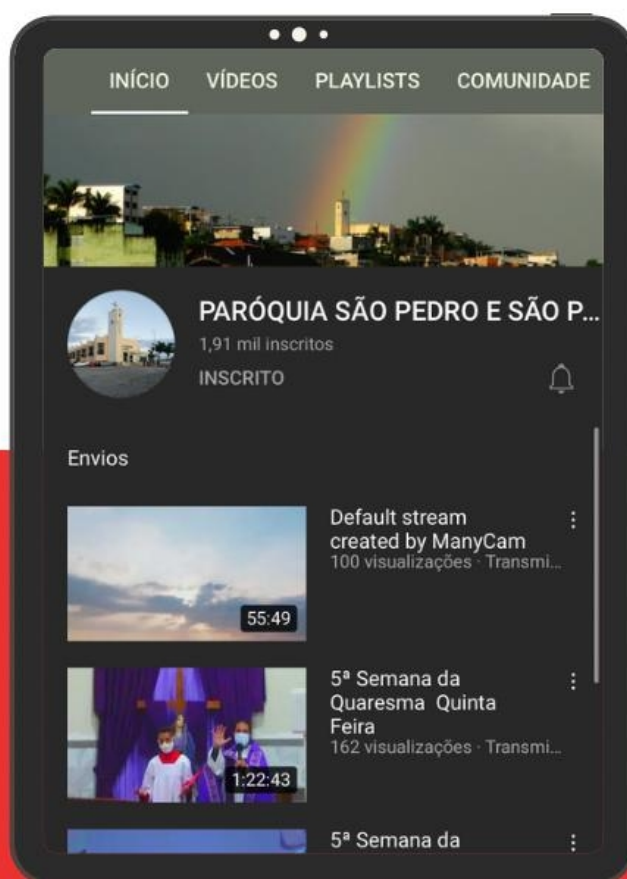 INÍCIO VÍDEOS PLAYLISTS COMUNIDADE
PARÓQUIA SÃO PEDRO E SÃO P...
1,91 mil inscritos
INSCRITO
Envios
Default stream
created by ManyCam
100 visualizações · Transmi...
55:49
5ª Semana da
Quaresma Quinta
Feira
162 visualizações · Transmi...
1:22:43
5ª Semana da